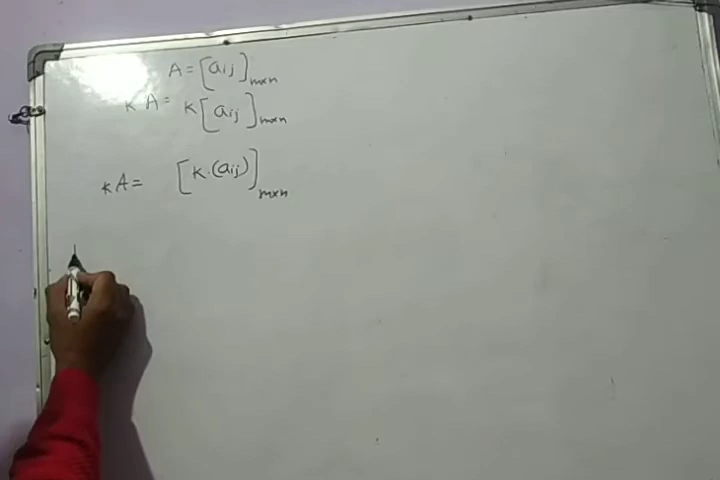 A = [aij]m×n
K A = K [aij]m×n
K A = [K.(aij)]m×n